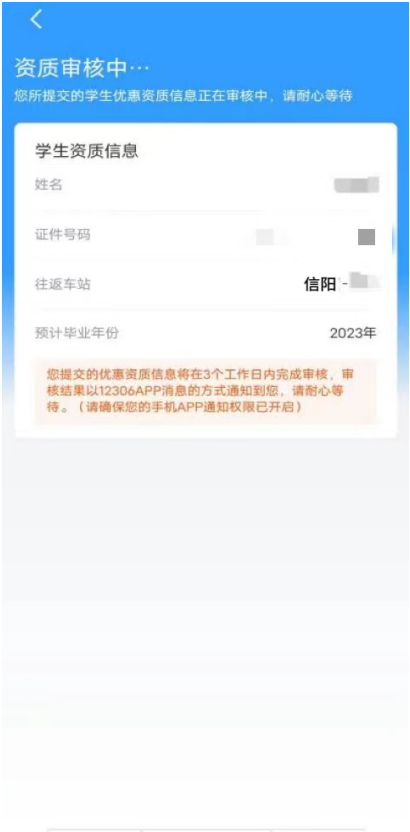 资质审核中···
您所提交的学生优惠资质信息正在审核中，请耐心等待
学生资质信息
姓名
证件号码
往返车站 信阳 -
预计毕业年份 2023年
您提交的优惠资质信息将在3个工作日内完成审核，审
核结果以12306APP消息的方式通知到您，请耐心等
待。（请确保您的手机APP通知权限已开启）